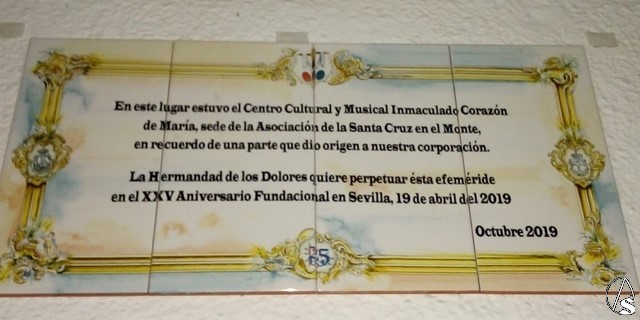 En este lugar estuvo el Centro Cultural y Musical Inmaculado Corazón
de María, sede de la Asociación de la Santa Cruz en el Monte,
en recuerdo de una parte que dio origen a nuestra corporación.
La Hermandad de los Dolores quiere perpetuar ésta efeméride
en el XXV Aniversario Fundacional en Sevilla, 19 de abril del 2019
Octubre 2019